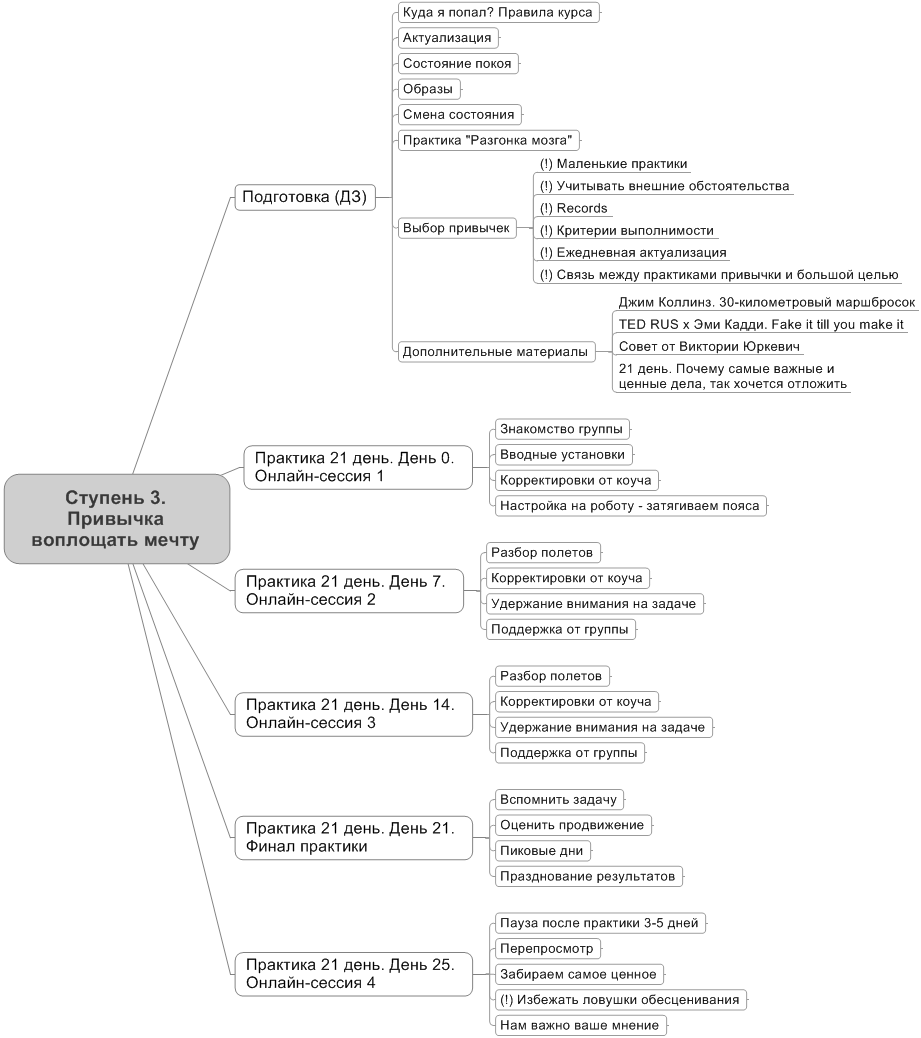 Ступень 3.
Привычка
воплощать мечту
Подготовка (ДЗ)
Куда я попал? Правила курса
Актуализация
Состояние покоя
Образы
Смена состояния
Практика "Разгонка мозга"
Выбор привычек
(!) Маленькие практики
(!) Учитывать внешние обстоятельства
(!) Records
(!) Критерии выполнимости
(!) Ежедневная актуализация
(!) Связь между практиками привычки и большой целью
Дополнительные материалы
Джим Коллинз. 30-километровый маршбросок
TED RUS x Эми Кадди. Fake it till you make it
Совет от Виктории Юркевич
21 день. Почему самые важные и
ценные дела, так хочется отложить
Практика 21 день. День 0.
Онлайн-сессия 1
Знакомство группы
Вводные установки
Корректировки от коуча
Настройка на роботу - затягиваем пояса
Практика 21 день. День 7.
Онлайн-сессия 2
Разбор полетов
Корректировки от коуча
Удержание внимания на задаче
Поддержка от группы
Практика 21 день. День 14.
Онлайн-сессия 3
Разбор полетов
Корректировки от коуча
Удержание внимания на задаче
Поддержка от группы
Практика 21 день. День 21.
Финал практики
Вспомнить задачу
Оценить продвижение
Пиковые дни
Празднование результатов
Практика 21 день. День 25.
Онлайн-сессия 4
Пауза после практики 3-5 дней
Перепросмотр
Забираем самое ценное
(!) Избежать ловушки обесценивания
Нам важно ваше мнение